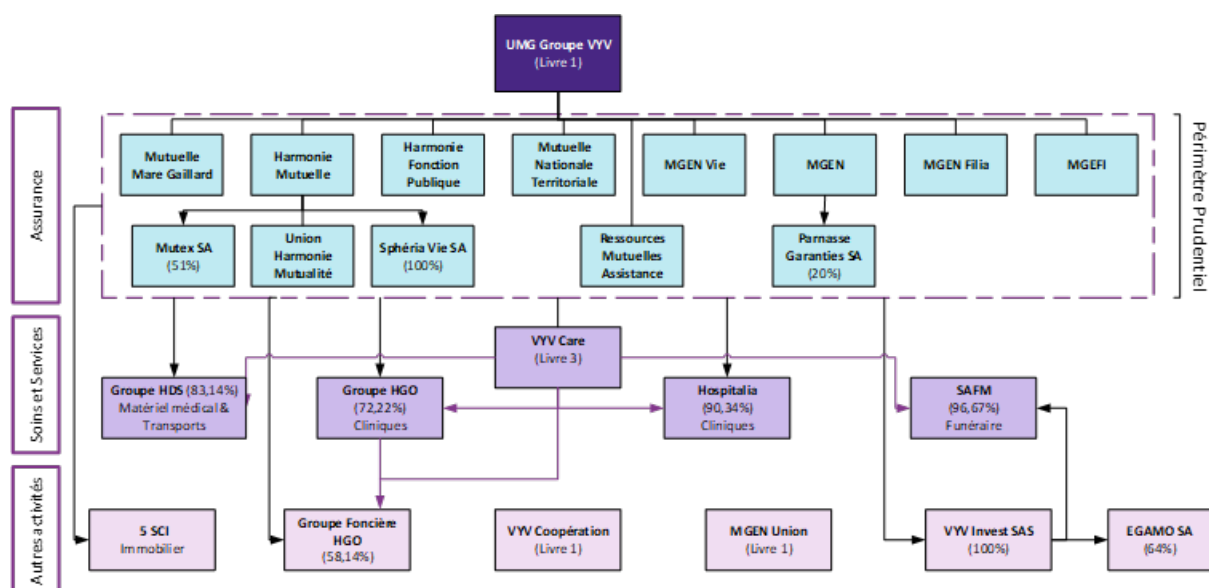 UMG Groupe VYV
(Livre 1)
Assurance
Périmètre Prudentiel
Mutuelle
Mare Gaillard
Harmonie
Mutuelle
Harmonie
Fonction
Publique
Mutuelle
Nationale
Territoriale
MGEN Vie
MGEN
MGEN Filia
MGEFI
Mutex SA
(51%)
Union
Harmonie
Mutualité
Sphéria Vie SA
(100%)
Ressources
Mutuelles
Assistance
Parnasse
Garanties SA
(20%)
Soins et Services
VYV Care
(Livre 3)
Groupe HDS (83,14%)
Matériel médical &
Transports
Groupe HGO
(72,22%)
Cliniques
Hospitalia
(90,34%)
Cliniques
SAFM
(96,67%)
Funéraire
Autres activités
5 SCI
Immobilier
Groupe Foncière
HGO
(58,14%)
VYV Coopération
(Livre 1)
MGEN Union
(Livre 1)
VYV Invest SAS
(100%)
EGAMO SA
(64%)